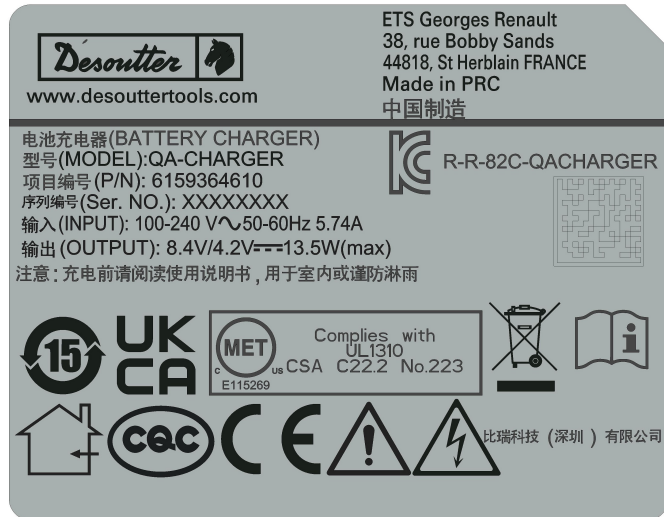 Desoutter
www.desouttertools.com
ETS Georges Renault
38, rue Bobby Sands
44818, St Herblain FRANCE
Made in PRC
中国制造
电池充电器(BATTERY CHARGER)
型号(MODEL):QA-CHARGER
项目编号(P/N): 6159364610
序列编号(Ser. NO.): XXXXXXXX
输入(INPUT): 100-240 V∿50-60Hz 5.74A
输出(OUTPUT): 8.4V/4.2V⎓13.5W(max)
注意:充电前请阅读使用说明书,用于室内或谨防淋雨
R-R-82C-QACHARGER
15
UK
CA
C MET US
E115269
Complies with
UL1310
CSA C22.2 No.223
i
CQC
CE
!
比瑞科技（深圳）有限公司